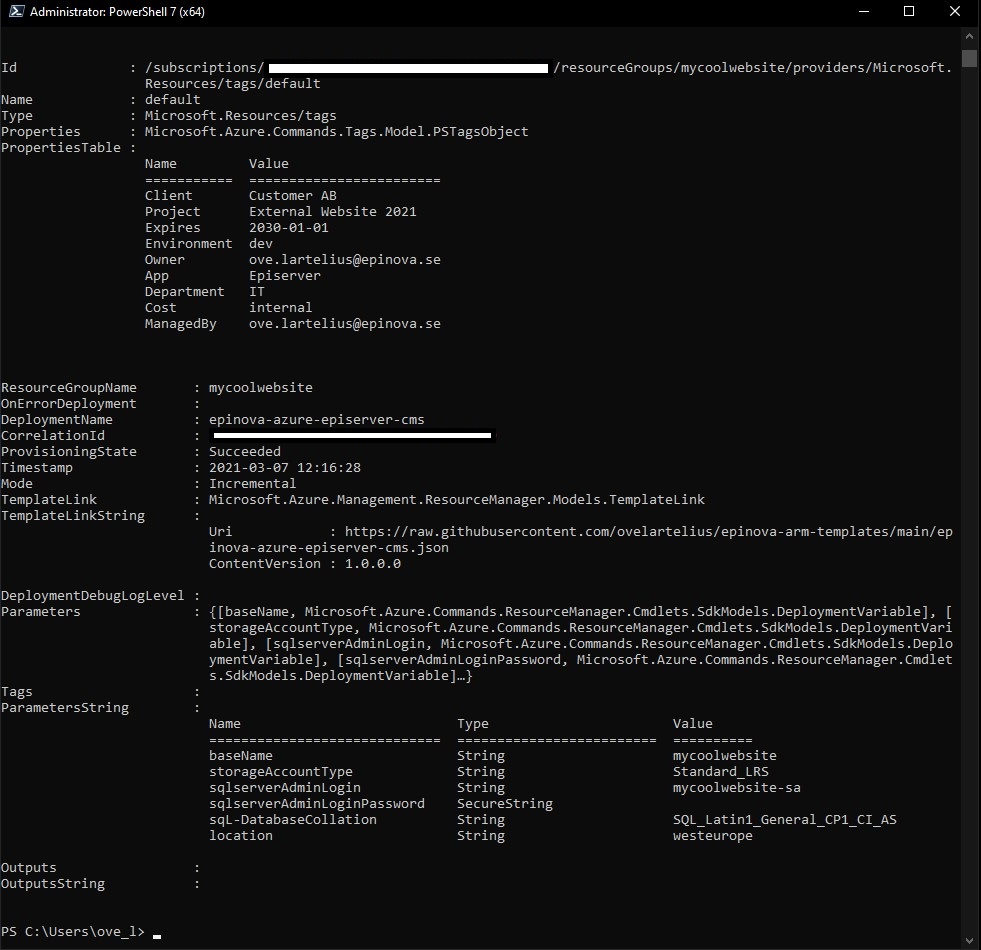 Administrator: PowerShell 7 (x64)
Id : /subscriptions/ /resourceGroups/mycoolwebsite/providers/Microsoft.
Resources/tags/default
Name : default
Type : Microsoft.Resources/tags
Properties : Microsoft.Azure.Commands.Tags.Model.PSTagsObject
PropertiesTable :
Name Value
=========== ========================
Client Customer AB
Project External Website 2021
Expires 2030-01-01
Environment dev
Owner ove.lartelius@epinova.se
App Episerver
Department IT
Cost internal
ManagedBy ove.lartelius@epinova.se
ResourceGroupName : mycoolwebsite
OnErrorDeployment :
DeploymentName : epinova-azure-episerver-cms
CorrelationId :
ProvisioningState : Succeeded
Timestamp : 2021-03-07 12:16:28
Mode : Incremental
TemplateLink : Microsoft.Azure.Management.ResourceManager.Models.TemplateLink
TemplateLinkString :
Uri : https://raw.githubusercontent.com/ovelartelius/epinova-arm-templates/main/ep
inova-azure-episerver-cms.json
ContentVersion : 1.0.0.0
DeploymentDebugLogLevel :
Parameters : {[baseName, Microsoft.Azure.Commands.ResourceManager.Cmdlets.SdkModels.DeploymentVariable], [
storageAccountType, Microsoft.Azure.Commands.ResourceManager.Cmdlets.SdkModels.DeploymentVari
able], [sqlserverAdminLogin, Microsoft.Azure.Commands.ResourceManager.Cmdlets.SdkModels.Deplo
ymentVariable], [sqlserverAdminLoginPassword, Microsoft.Azure.Commands.ResourceManager.Cmdlet
s.SdkModels.DeploymentVariable]…}
Tags :
ParametersString :
Name Type Value
============================= ========================= ==========
baseName String mycoolwebsite
storageAccountType String Standard_LRS
sqlserverAdminLogin String mycoolwebsite-sa
sqlserverAdminLoginPassword SecureString
sqL-DatabaseCollation String SQL_Latin1_General_CP1_CI_AS
location String westeurope
Outputs :
OutputsString :
PS C:\Users\ove_l>